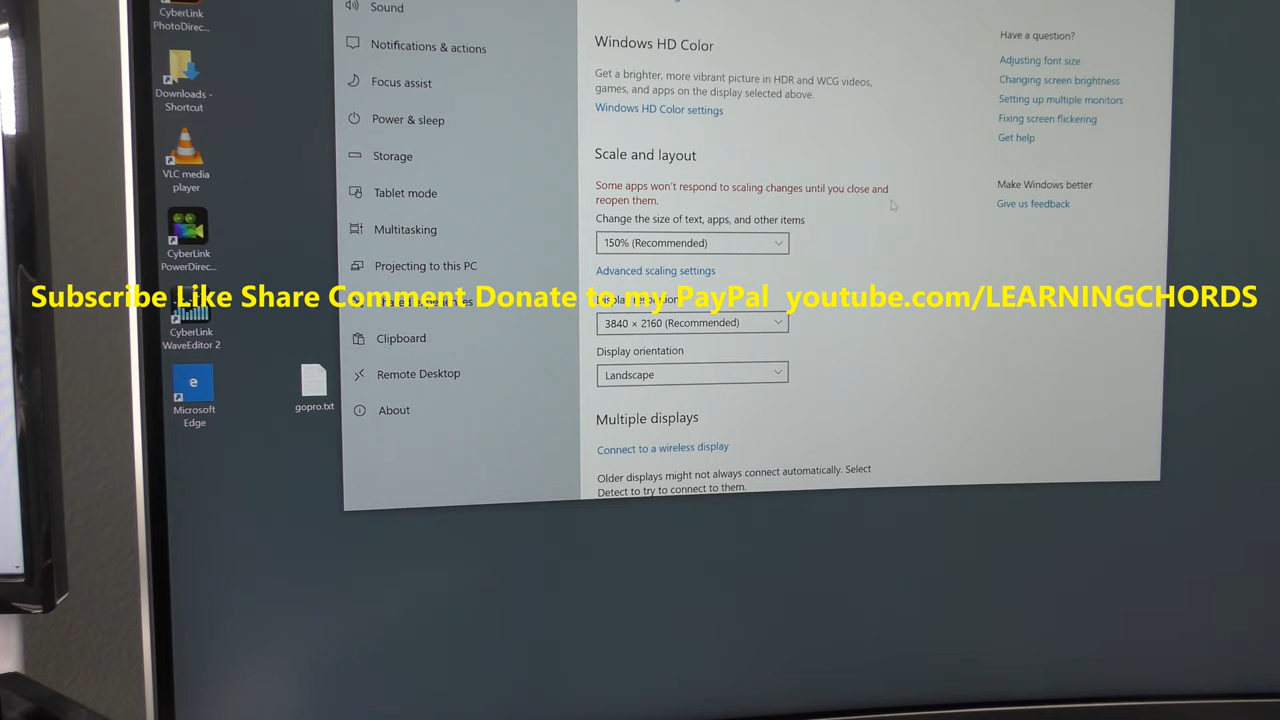 CyberLink
PhotoDirec...
Downloads -
Shortcut
VLC media
player
CyberLink
PowerDirec...
CyberLink
WaveEditor 2
e
Microsoft
Edge
gopro.txt
Sound
Notifications & actions
Focus assist
Power & sleep
Storage
Tablet mode
Multitasking
Projecting to this PC
Clipboard
Remote Desktop
About
Windows HD Color
Get a brighter, more vibrant picture in HDR and WCG videos,
games, and apps on the display selected above.
Windows HD Color settings
Scale and layout
Some apps won't respond to scaling changes until you close and
reopen them.
Change the size of text, apps, and other items
150% (Recommended)
Advanced scaling settings
Display resolution
3840 × 2160 (Recommended)
Display orientation
Landscape
Multiple displays
Connect to a wireless display
Older displays might not always connect automatically. Select
Detect to try to connect to them.
Have a question?
Adjusting font size
Changing screen brightness
Setting up multiple monitors
Fixing screen flickering
Get help
Make Windows better
Give us feedback
Subscribe Like Share Comment Donate to my PayPal youtube.com/LEARNINGCHORDS